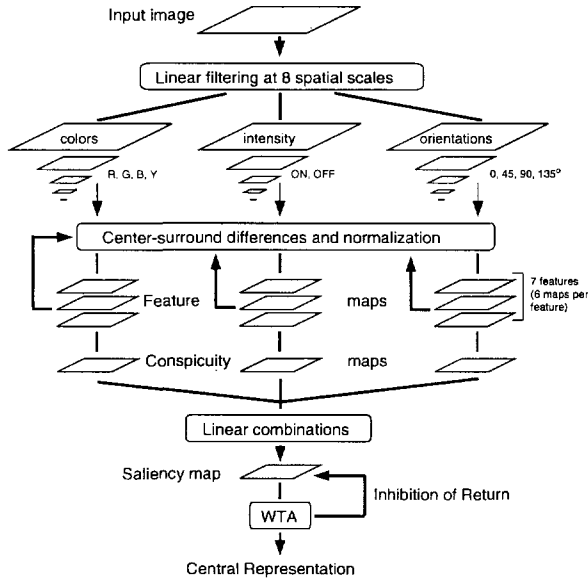 Input image
Linear filtering at 8 spatial scales
colors
intensity
orientations
R, G, B, Y
ON, OFF
0, 45, 90, 135°
Center-surround differences and normalization
Feature maps
7 features
(6 maps per
feature)
Conspicuity maps
Linear combinations
Saliency map
Inhibition of Return
WTA
Central Representation